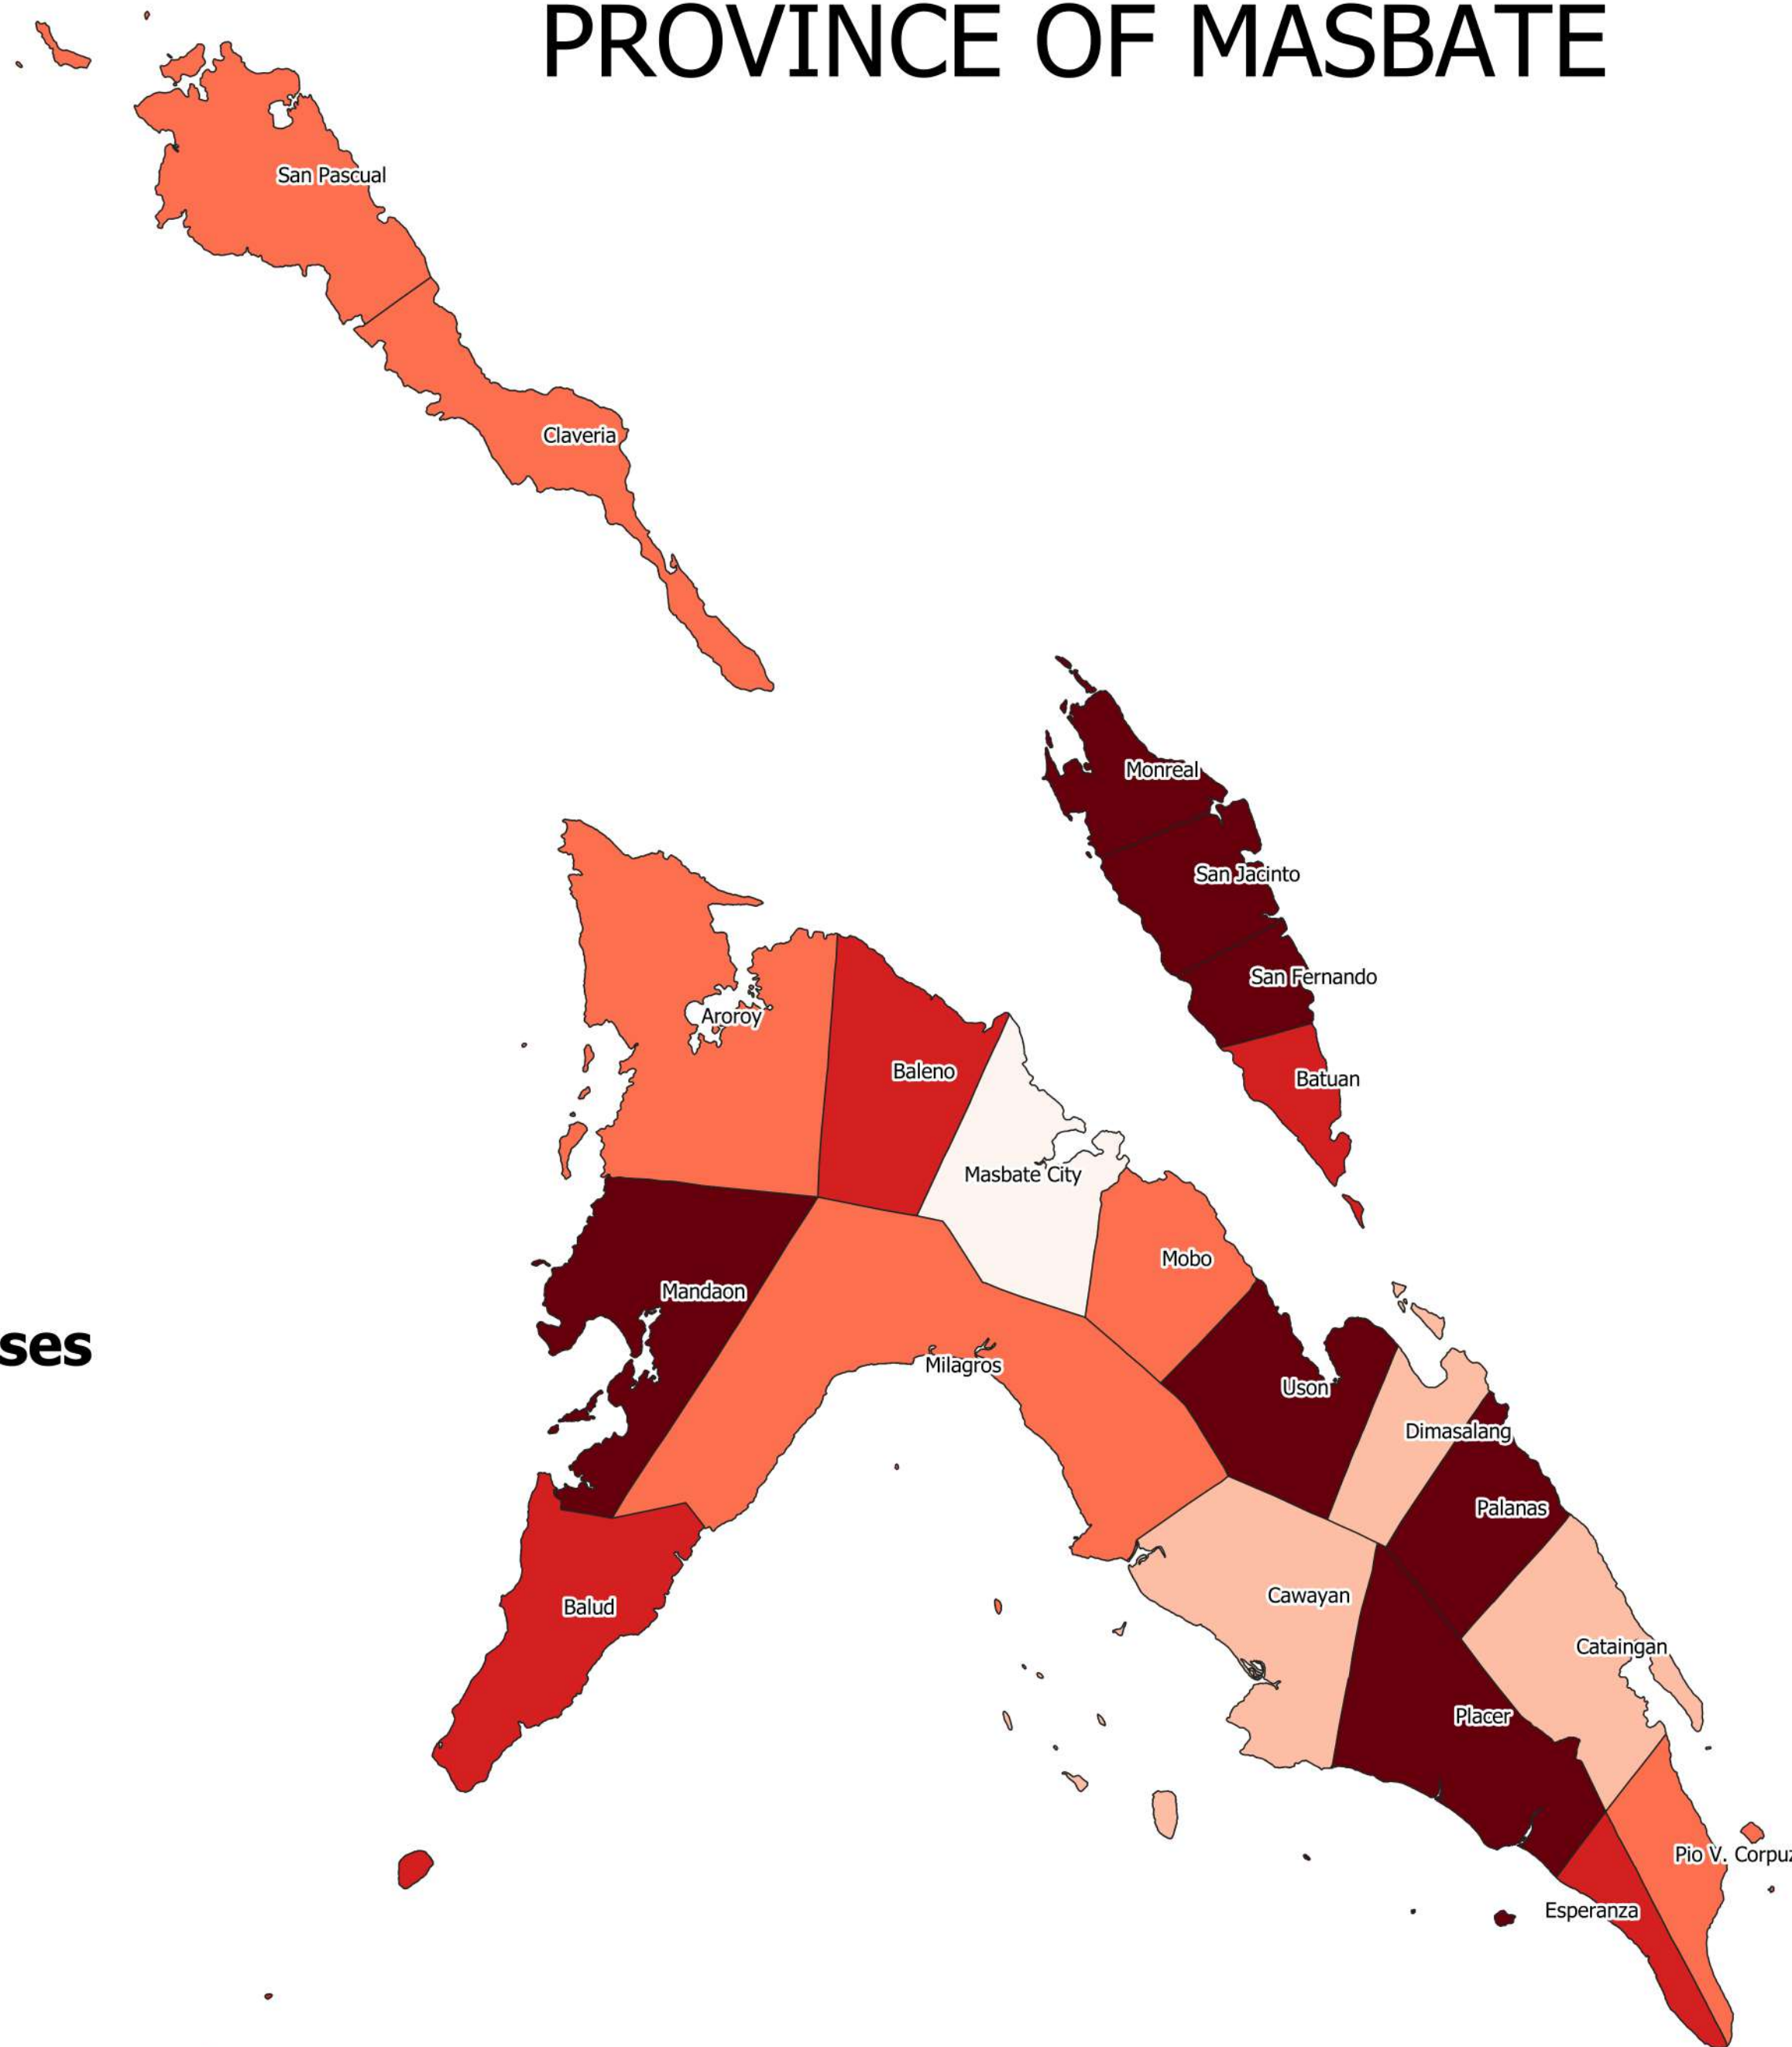 PROVINCE OF MASBATE
San Pascual
Claveria
Monreal
San Jacinto
San Fernando
Aroroy
Baleno
Batuan
Masbate City
Mobo
Mandaon
ses
Milagros
Uson
Dimasalang
Palanas
Cawayan
Balud
Cataingan
Placer
Pio V. Corpuz
Esperanza